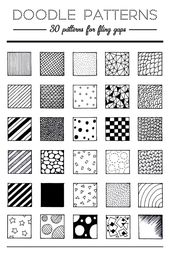 DOODLE PATTERNS
30 patterns for filling gaps